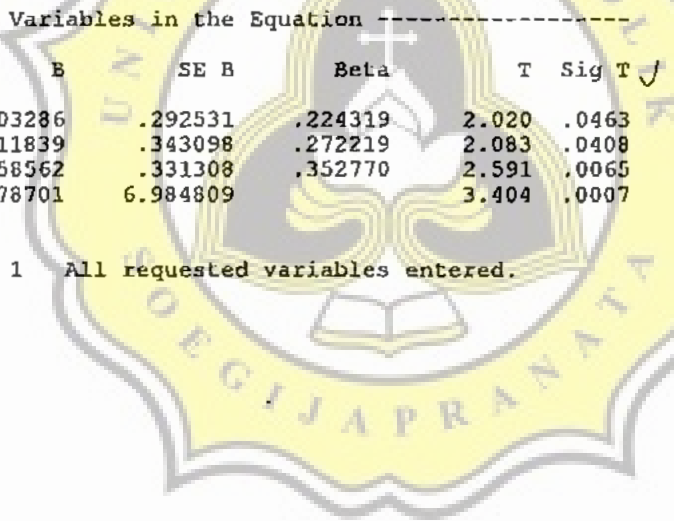 Variables in the Equation ------------------
B SE B Beta T Sig T
03286 .292531 .224319 2.020 .0463
11839 .343098 .272219 2.083 .0408
58562 .331308 .352770 2.591 .0065
78701 6.984809 3.404 .0007
1 All requested variables entered.
SOEGIJAPRANATA